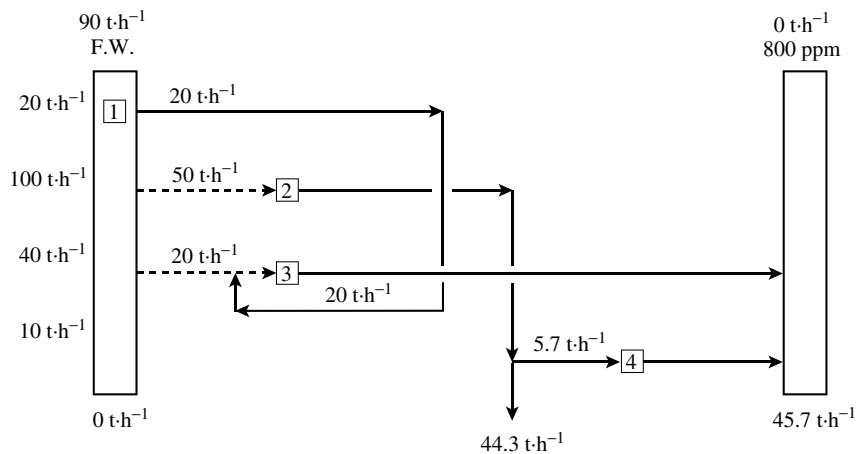 90 t·h⁻¹
F.W.
0 t·h⁻¹
800 ppm
20 t·h⁻¹
1
20 t·h⁻¹
100 t·h⁻¹
50 t·h⁻¹
2
40 t·h⁻¹
20 t·h⁻¹
3
20 t·h⁻¹
10 t·h⁻¹
5.7 t·h⁻¹
4
0 t·h⁻¹
44.3 t·h⁻¹
45.7 t·h⁻¹